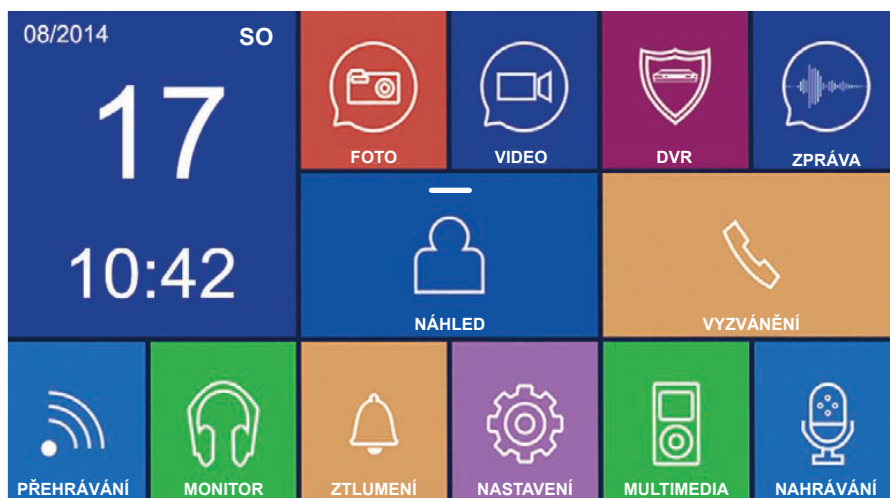 08/2014 SO
17
10:42
FOTO
VIDEO
DVR
ZPRÁVA
NÁHLED
VYZVÁNĚNÍ
PŘEHRÁVÁNÍ
MONITOR
ZTLUMENÍ
NASTAVENÍ
MULTIMEDIA
NAHRÁVÁNÍ